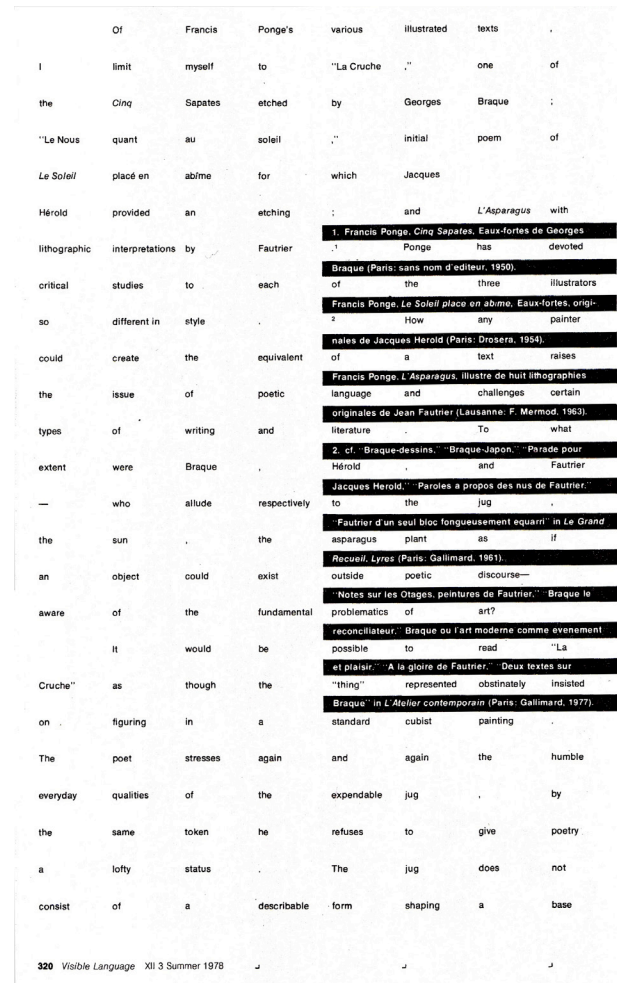 Of Francis Ponge's various illustrated texts ,
I limit myself to "La Cruche ," one of
the Cinq Sapates etched by Georges Braque ;
"Le Nous quant au soleil ," initial poem of
Le Soleil placé en abîme for which Jacques
Hérold provided an etching ; and L'Asparagus with
1. Francis Ponge, Cinq Sapates, Eaux-fortes de Georges
lithographic interpretations by Fautrier .1 Ponge has devoted
Braque (Paris: sans nom d'editeur, 1950).
critical studies to each of the three illustrators
Francis Ponge, Le Soleil place en abime, Eaux-fortes, origi-
so different in style . 2 How any painter
nales de Jacques Herold (Paris: Drosera, 1954).
could create the equivalent of a text raises
Francis Ponge, L'Asparagus, illustre de huit lithographies
the issue of poetic language and challenges certain
originales de Jean Fautrier (Lausanne: F. Mermod, 1963).
types of writing and literature . To what
2. cf. "Braque-dessins," "Braque-Japon," "Parade pour
extent were Braque , Hérold , and Fautrier
Jacques Herold," "Paroles a propos des nus de Fautrier."
— who allude respectively to the jug ,
"Fautrier d'un seul bloc fongueusement equarri" in Le Grand
the sun , the asparagus plant as if
Recueil, Lyres (Paris: Gallimard, 1961).
an object could exist outside poetic discourse—
"Notes sur les Otages, peintures de Fautrier," "Braque le
aware of the fundamental problematics of art?
reconciliateur," Braque ou l'art moderne comme evenement
It would be possible to read "La
et plaisir," "A la gloire de Fautrier," "Deux textes sur
Cruche" as though the "thing" represented obstinately insisted
Braque" in L'Atelier contemporain (Paris: Gallimard, 1977).
on figuring in a standard cubist painting .
The poet stresses again and again the humble
everyday qualities of the expendable jug , by
the same token he refuses to give poetry
a lofty status . The jug does not
consist of a describable form shaping a base
320 Visible Language XII 3 Summer 1978